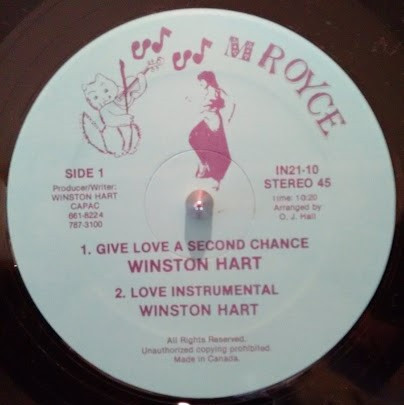 M ROYCE
SIDE 1
Producer/Writer:
WINSTON HART
CAPAC
661-8224
787-3100
IN21-10
STEREO 45
Time: 10:20
Arranged by
O. J. Hall
1. GIVE LOVE A SECOND CHANCE
WINSTON HART
2. LOVE INSTRUMENTAL
WINSTON HART
All Rights Reserved.
Unauthorized copying prohibited.
Made in Canada.